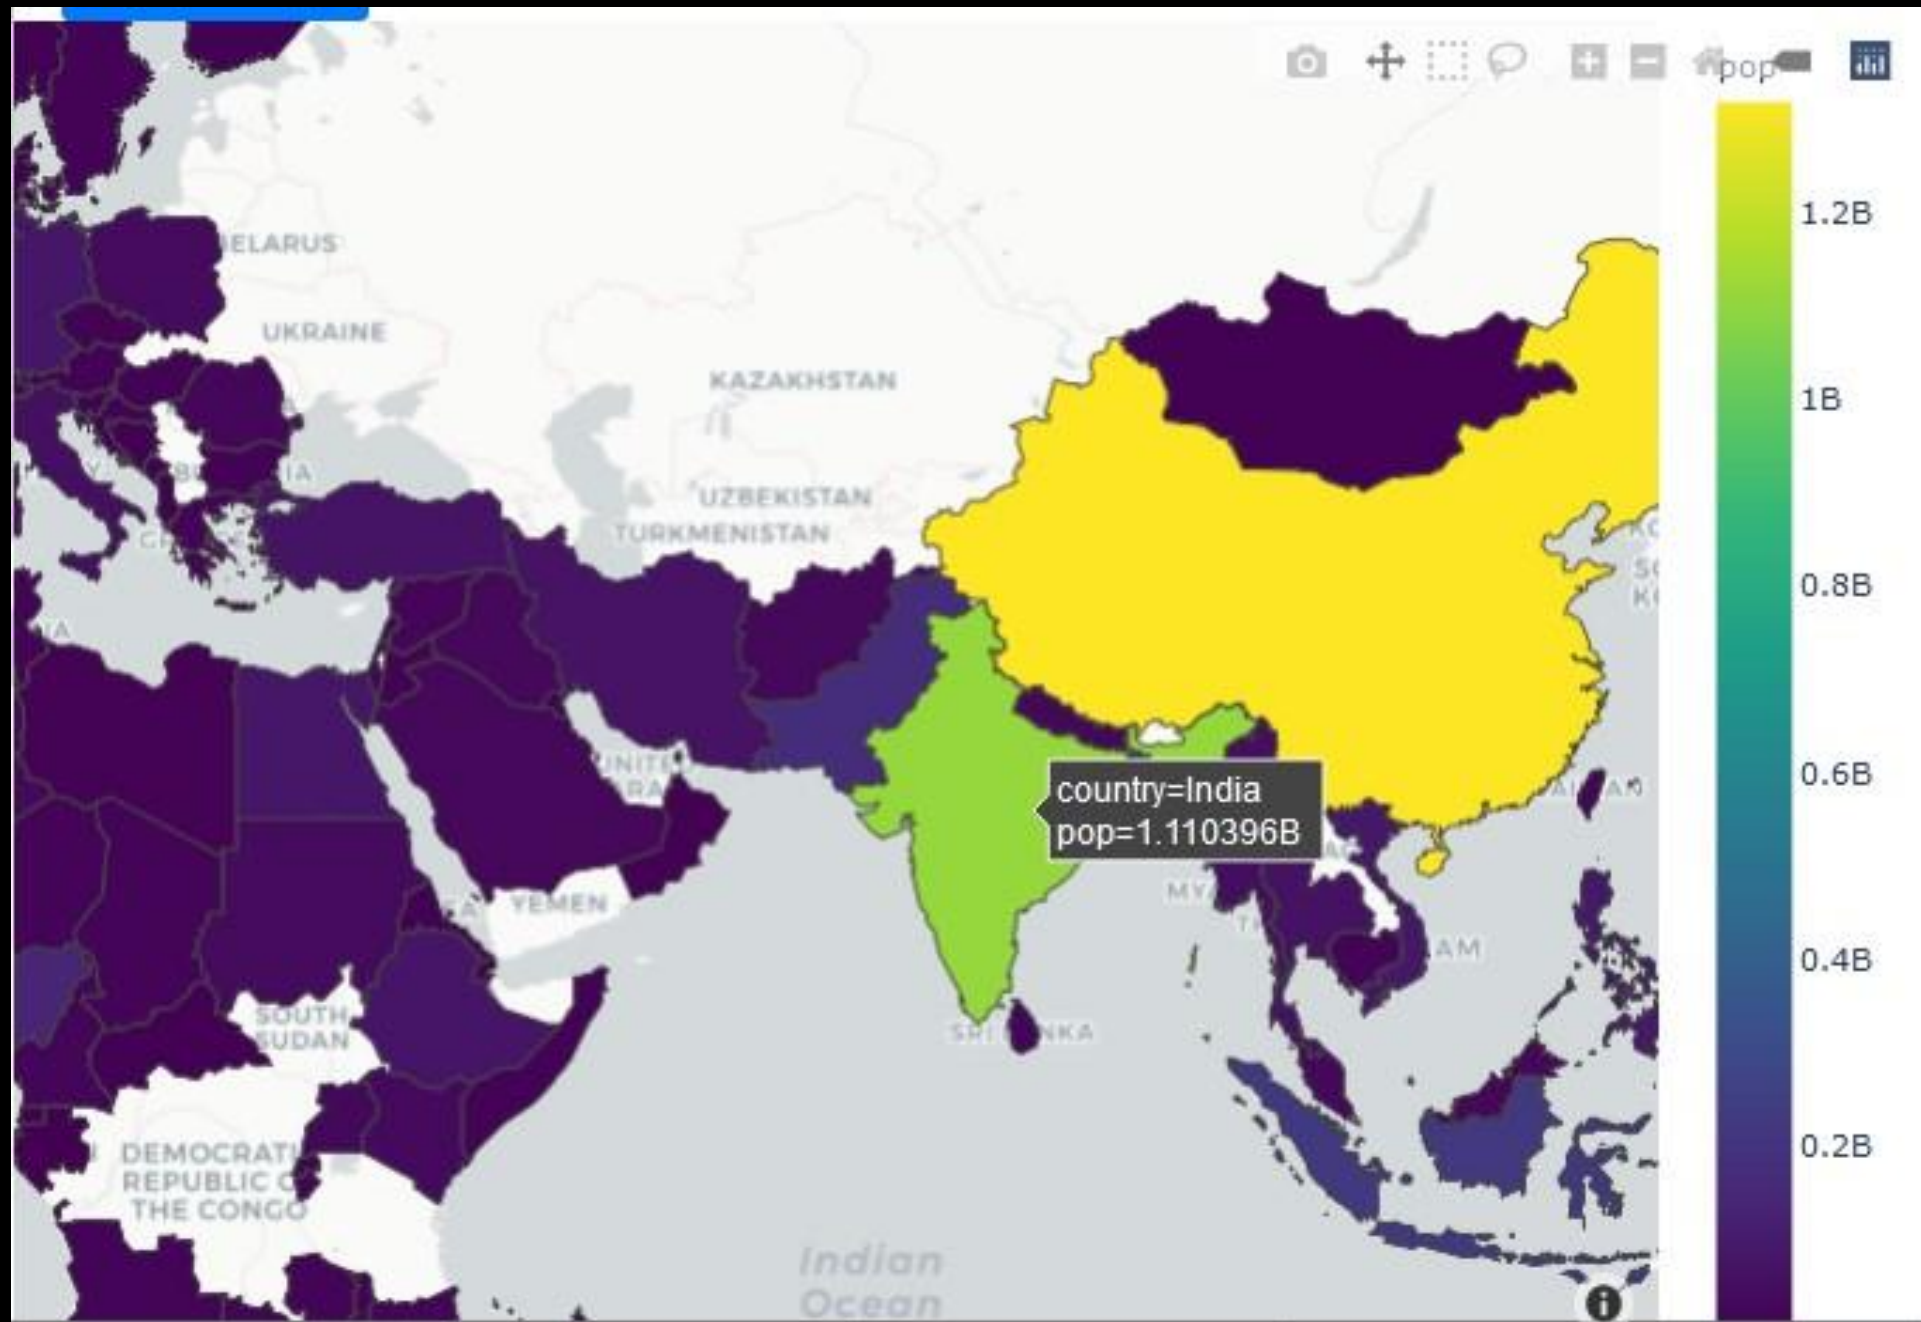 pop
1.2B
1B
0.8B
0.6B
0.4B
0.2B
UKRAINE
KAZAKHSTAN
UZBEKISTAN
TURKMENISTAN
country=India
pop=1.110396B
YEMEN
SOUTH
SUDAN
REPUBLIC
THE CONGO
Indian
Ocean